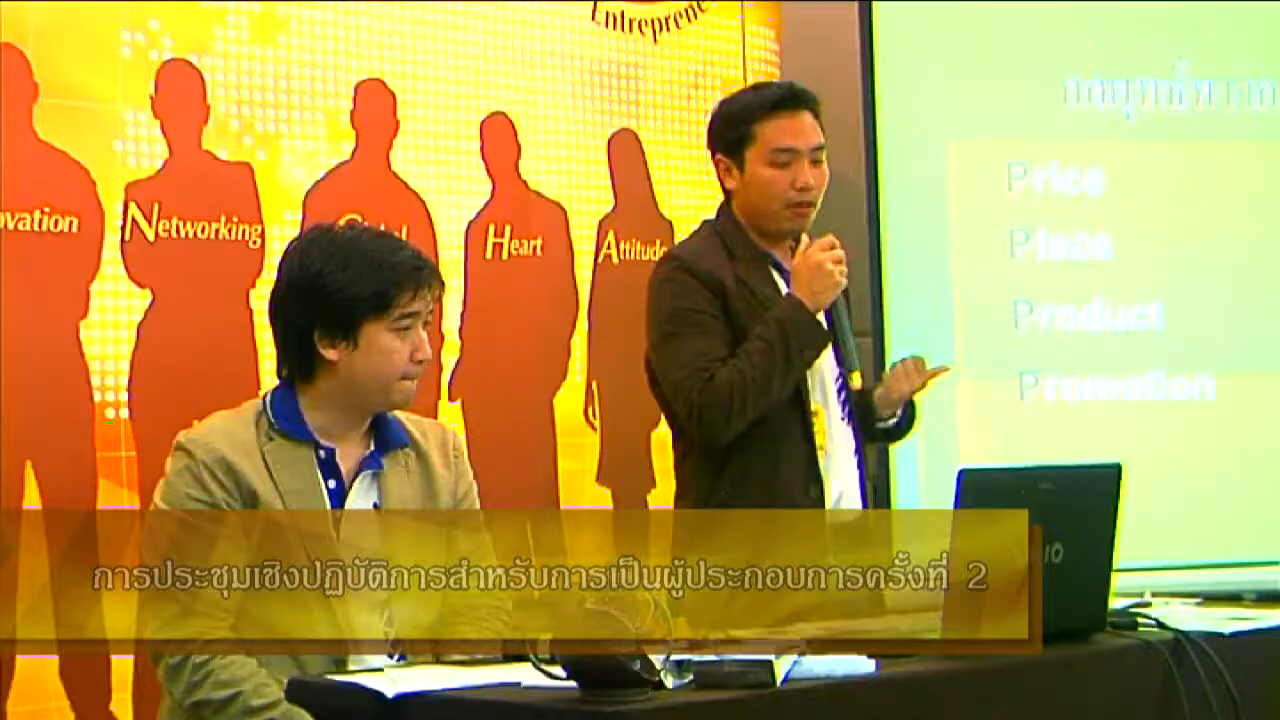 Entreprene
ovation
Networking
Heart
Attitude
Price
Place
Product
Promotion
การประชุมเชิงปฏิบัติการสำหรับการเป็นผู้ประกอบการครั้งที่ 2